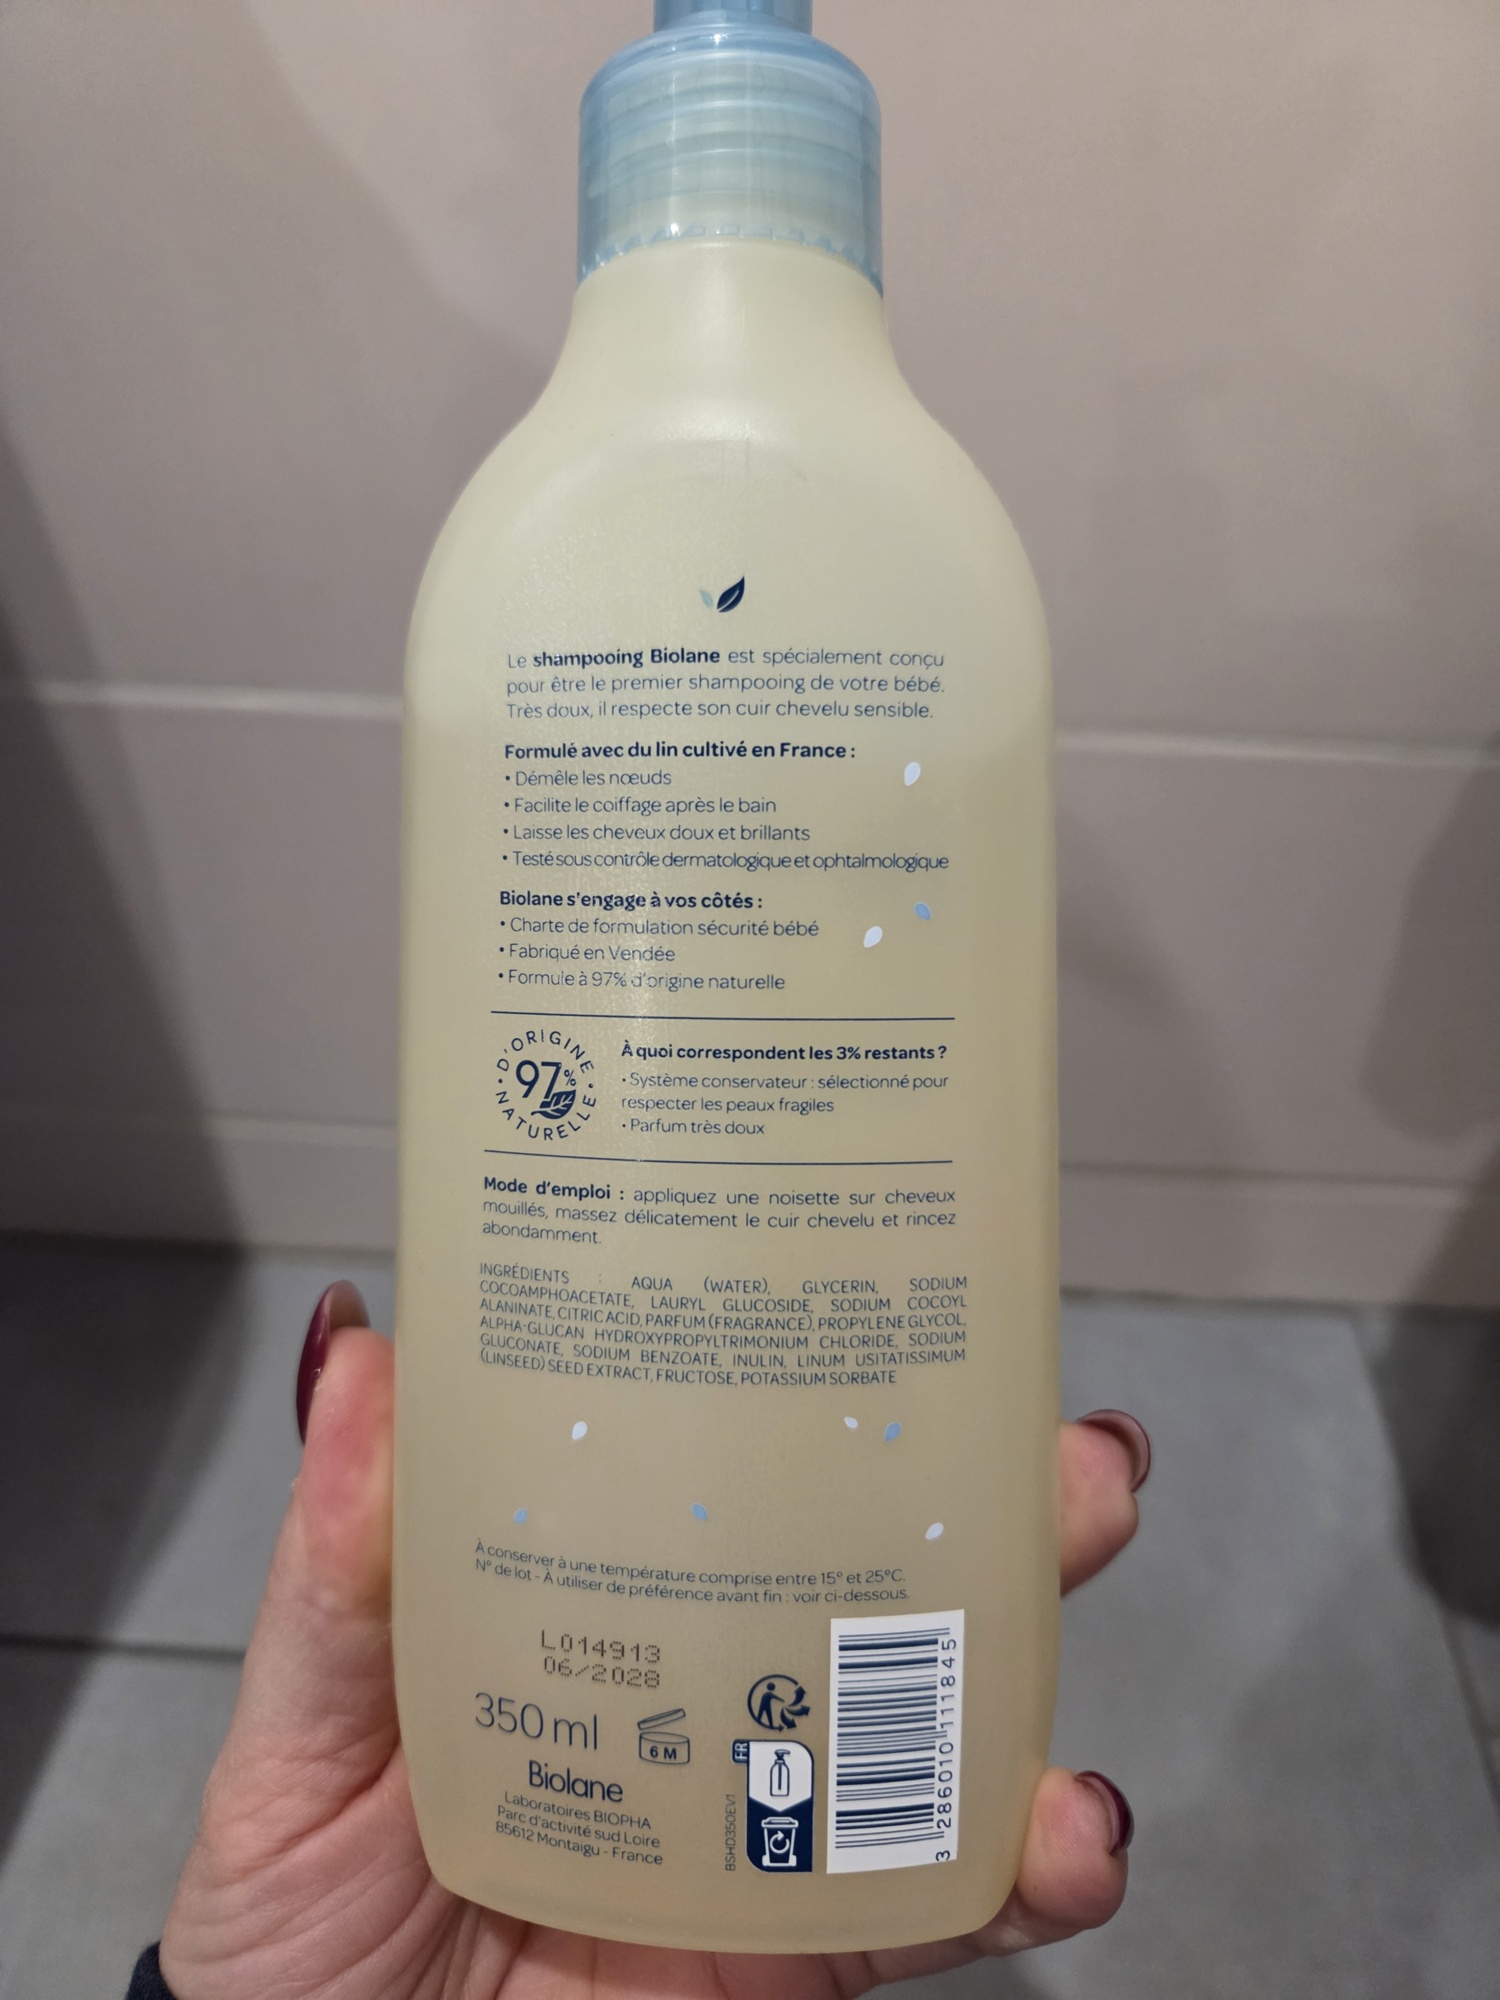 Le shampooing Biolane est spécialement conçu
pour être le premier shampooing de votre bébé.
Très doux, il respecte son cuir chevelu sensible.
Formulé avec du lin cultivé en France :
• Démêle les nœuds
• Facilite le coiffage après le bain
• Laisse les cheveux doux et brillants
• Testé sous contrôle dermatologique et ophtalmologique
Biolane s'engage à vos côtés :
• Charte de formulation sécurité bébé
• Fabriqué en Vendée
• Formule à 97% d'origine naturelle
D'ORIGINE
97%
NATURELLE
À quoi correspondent les 3% restants ?
• Système conservateur : sélectionné pour
respecter les peaux fragiles
• Parfum très doux
Mode d'emploi : appliquez une noisette sur cheveux
mouillés, massez délicatement le cuir chevelu et rincez
abondamment.
INGRÉDIENTS : AQUA (WATER), GLYCERIN, SODIUM
COCOAMPHOACETATE, LAURYL GLUCOSIDE, SODIUM COCOYL
ALANINATE, CITRIC ACID, PARFUM (FRAGRANCE), PROPYLENE GLYCOL,
ALPHA-GLUCAN HYDROXYPROPYLTRIMONIUM CHLORIDE, SODIUM
GLUCONATE, SODIUM BENZOATE, INULIN, LINUM USITATISSIMUM
(LINSEED) SEED EXTRACT, FRUCTOSE, POTASSIUM SORBATE
À conserver à une température comprise entre 15° et 25°C.
N° de lot - À utiliser de préférence avant fin : voir ci-dessous.
L014913
06/2028
350 ml
6 M
Biolane
Laboratoires BIOPHA
Parc d'activité sud Loire
85612 Montaigu - France
BSHD350EV1
FR
3 286010 111845